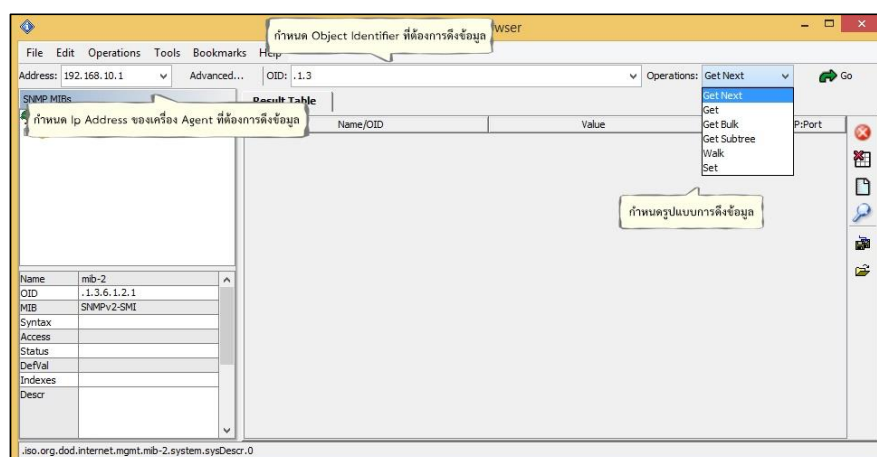 กำหนด Object Identifier ที่ต้องการดึงข้อมูล
wser
File Edit Operations Tools Bookmarks Help
Address: 192.168.10.1 Advanced... OID: .1.3 Operations: Get Next Go
SNMP MIBs
Result Table
กำหนด Ip Address ของเครื่อง Agent ที่ต้องการดึงข้อมูล
Name/OID Value P:Port
Get Next
Get
Get Bulk
Get Subtree
Walk
Set
กำหนดรูปแบบการดึงข้อมูล
Name mib-2
OID .1.3.6.1.2.1
MIB SNMPv2-SMI
Syntax
Access
Status
DefVal
Indexes
Descr
.iso.org.dod.internet.mgmt.mib-2.system.sysDescr.0